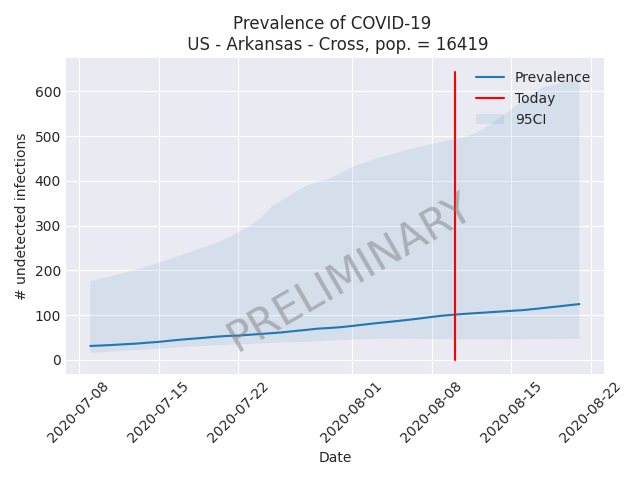 Prevalence of COVID-19
US - Arkansas - Cross, pop. = 16419
Prevalence
Today
95CI
PRELIMINARY
# undetected infections
600
500
400
300
200
100
0
2020-07-08
2020-07-15
2020-07-22
2020-08-01
2020-08-08
2020-08-15
2020-08-22
Date